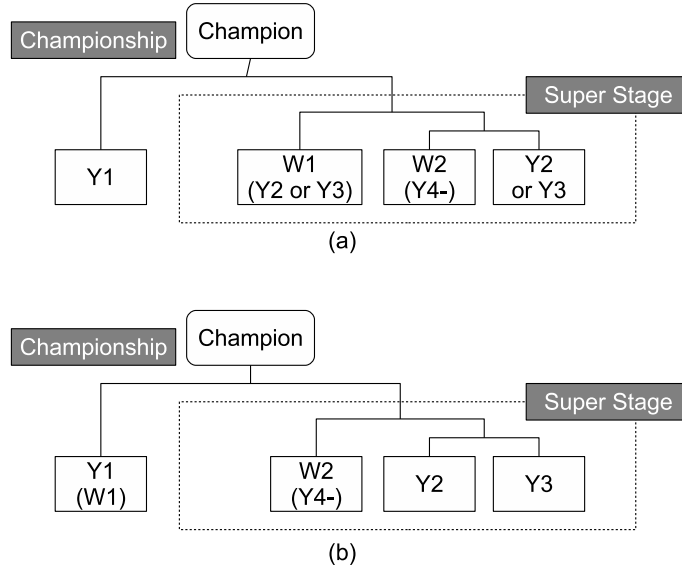 Championship
Champion
Super Stage
Y1
W1
(Y2 or Y3)
W2
(Y4-)
Y2
or Y3
(a)
Championship
Champion
Super Stage
Y1
(W1)
W2
(Y4-)
Y2
Y3
(b)